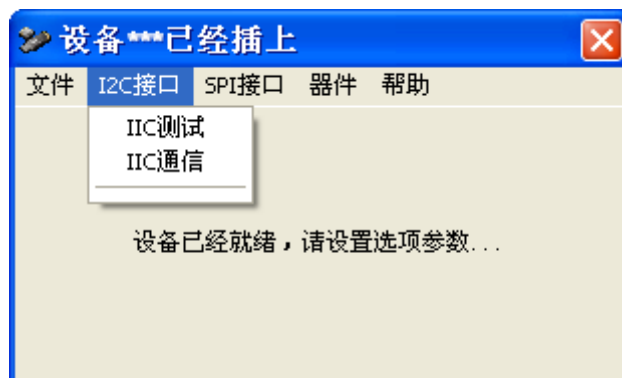 设备***已经插上
文件 I2C接口 SPI接口 器件 帮助
IIC测试
IIC通信
设备已经就绪，请设置选项参数...